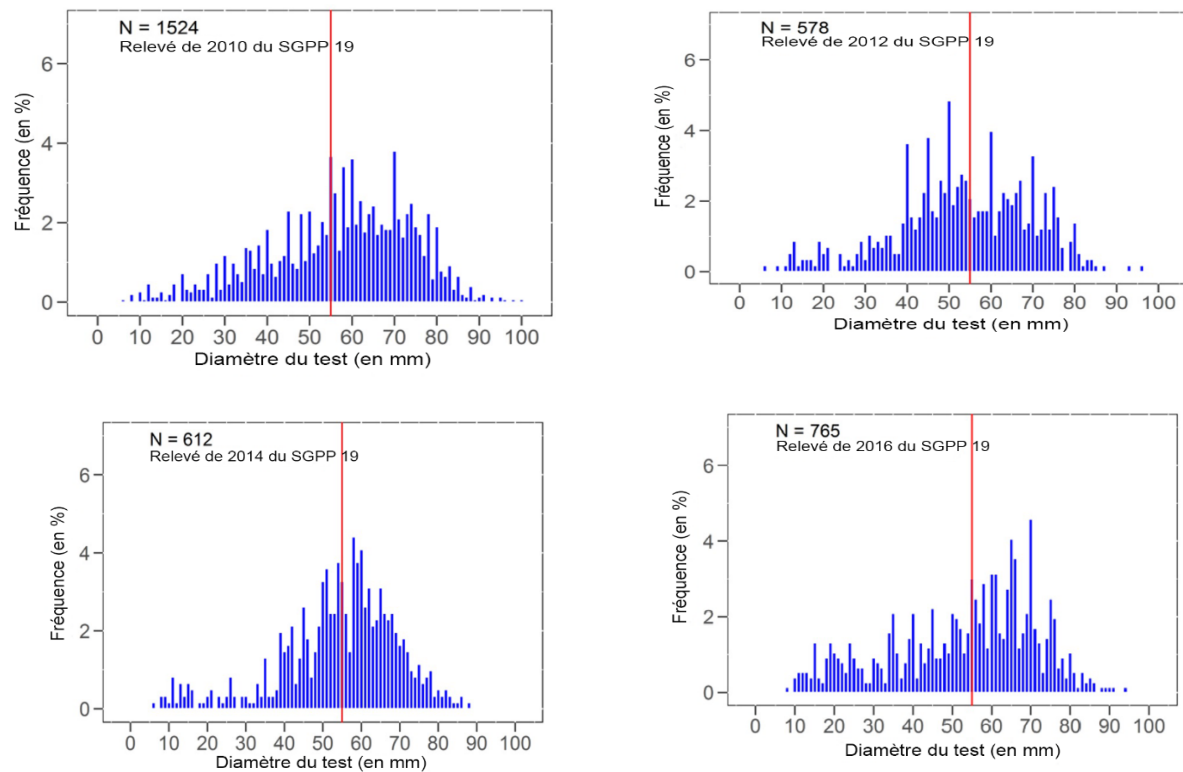 N = 1524
Relevé de 2010 du SGPP 19
Fréquence (en %)
6
4
2
0
0 10 20 30 40 50 60 70 80 90 100
Diamètre du test (en mm)
N = 578
Relevé de 2012 du SGPP 19
Fréquence (en %)
6
4
2
0
0 10 20 30 40 50 60 70 80 90 100
Diamètre du test (en mm)
N = 612
Relevé de 2014 du SGPP 19
Fréquence (en %)
6
4
2
0
0 10 20 30 40 50 60 70 80 90 100
Diamètre du test (en mm)
N = 765
Relevé de 2016 du SGPP 19
Fréquence (en %)
6
4
2
0
0 10 20 30 40 50 60 70 80 90 100
Diamètre du test (en mm)